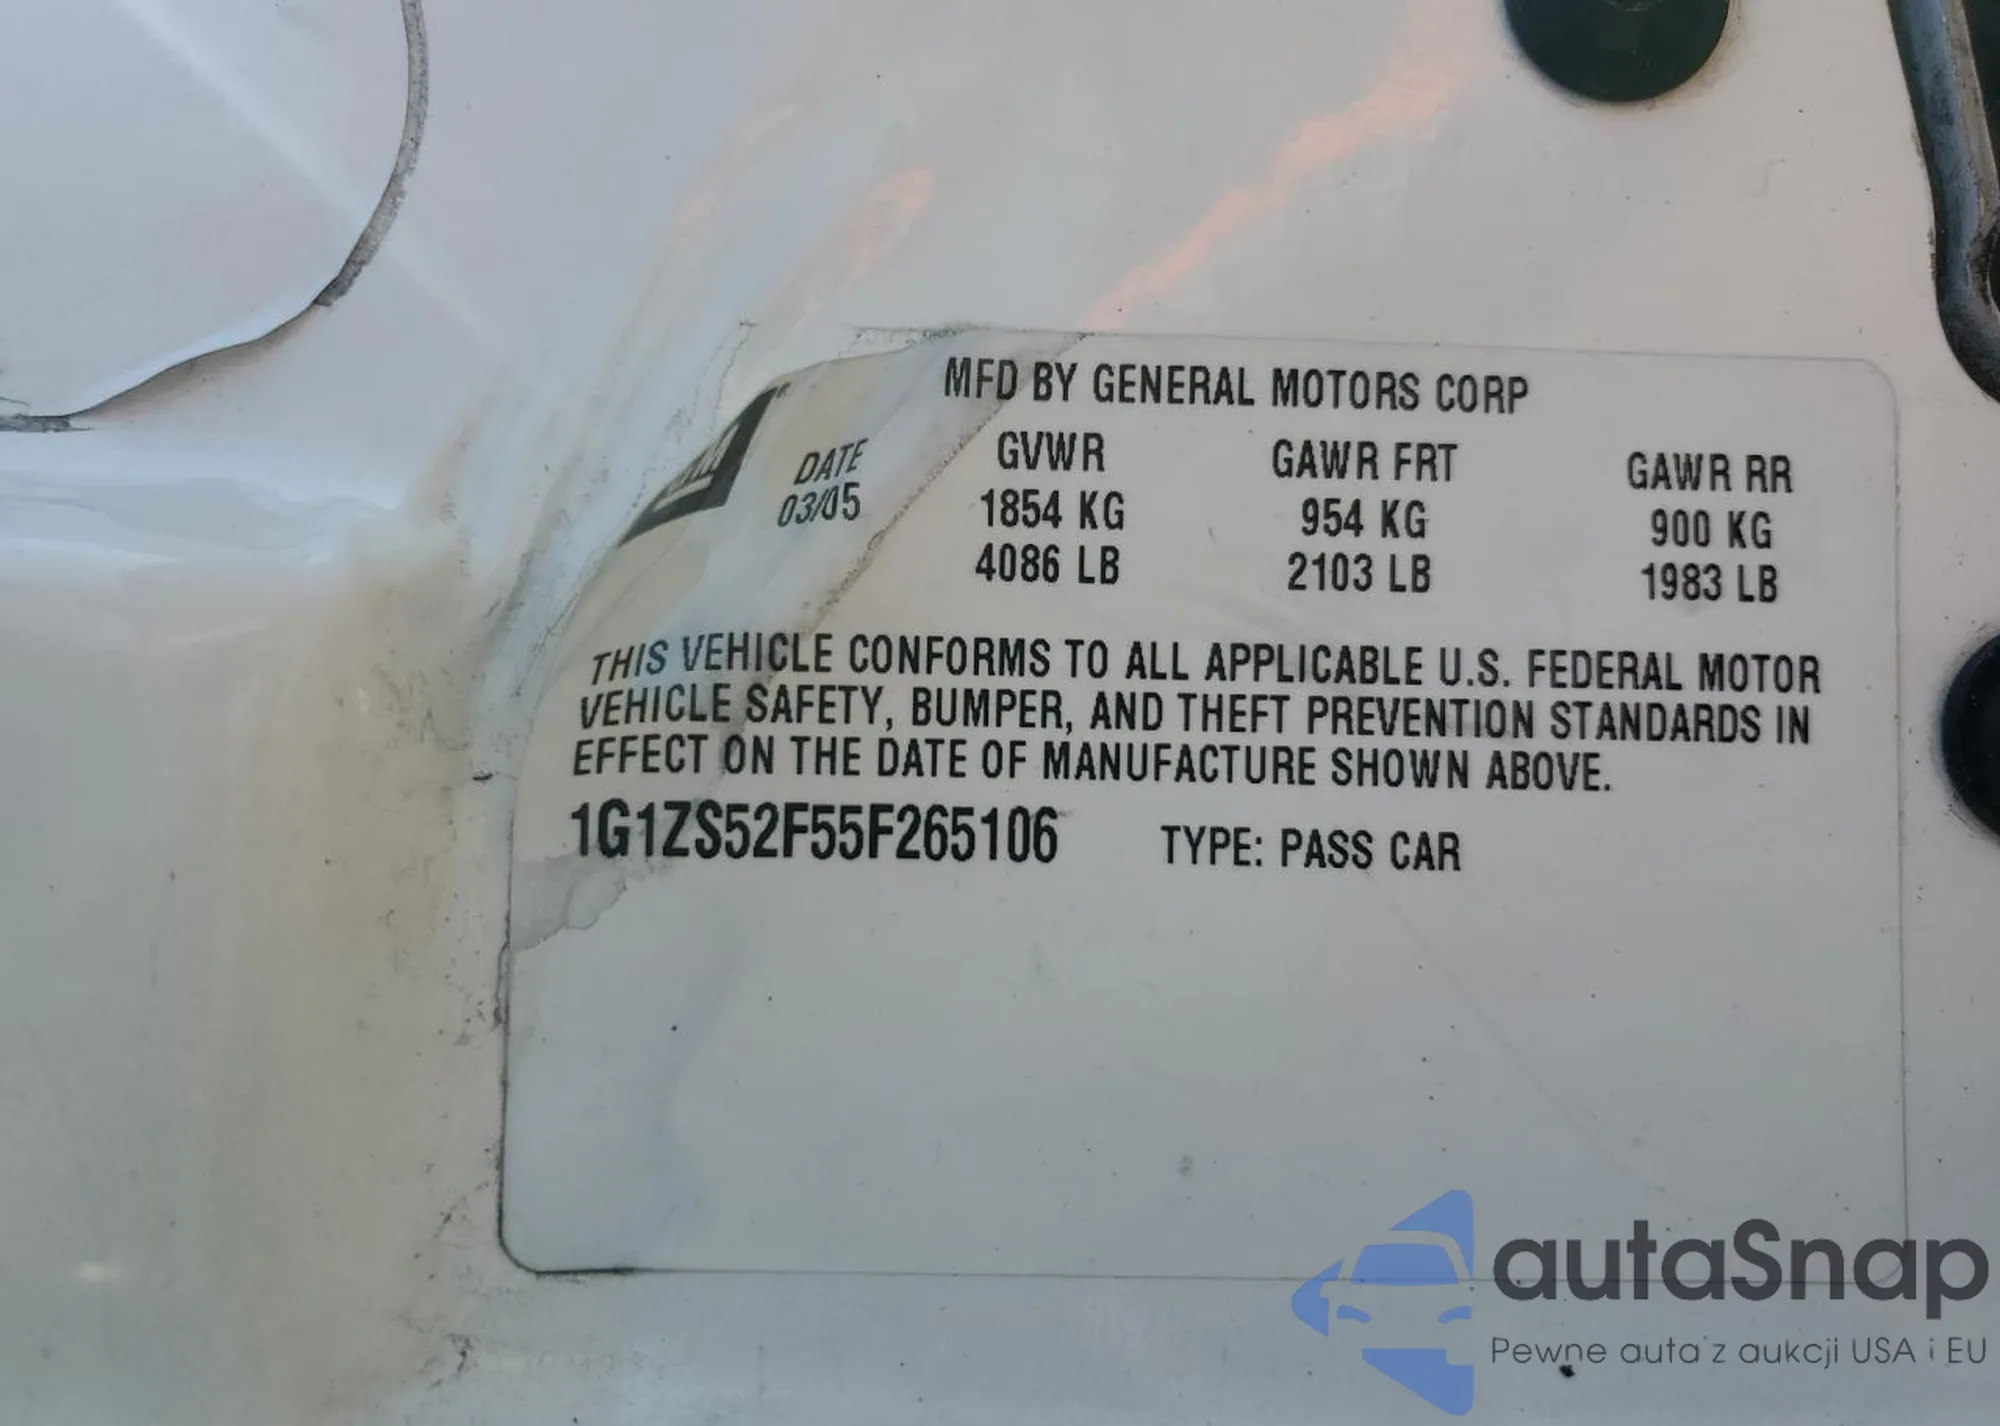 MFD BY GENERAL MOTORS CORP
DATE GVWR GAWR FRT GAWR RR
03/05 1854 KG 954 KG 900 KG
4086 LB 2103 LB 1983 LB
THIS VEHICLE CONFORMS TO ALL APPLICABLE U.S. FEDERAL MOTOR
VEHICLE SAFETY, BUMPER, AND THEFT PREVENTION STANDARDS IN
EFFECT ON THE DATE OF MANUFACTURE SHOWN ABOVE.
1G1ZS52F55F265106 TYPE: PASS CAR
autaSnap
Pewne auta z aukcji USA i EU